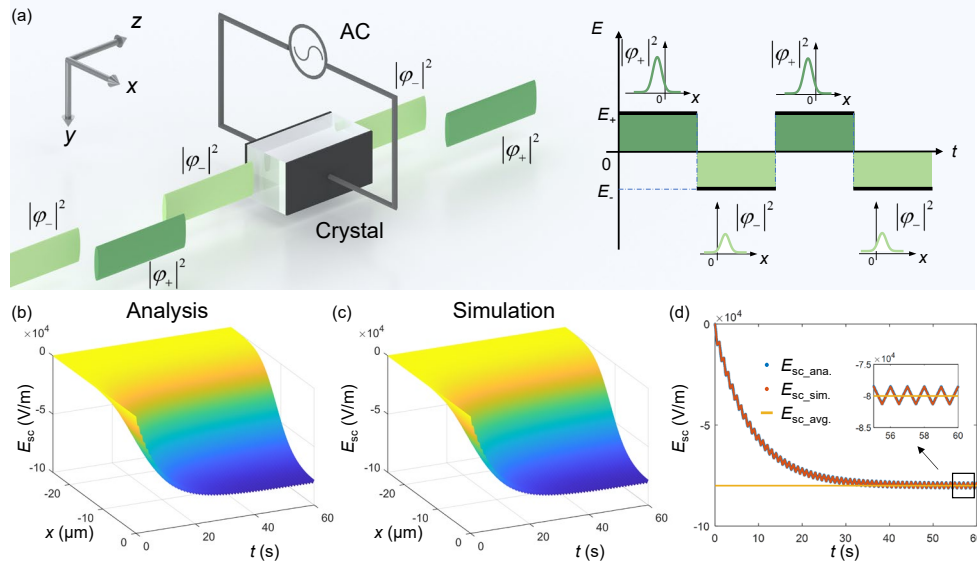 (a)
z
x
y
AC
|φ₋|²
|φ₊|²
|φ₋|²
Crystal
|φ₋|²
|φ₊|²
E
|φ₊|²
0
x
|φ₊|²
0
x
E₊
0
t
E₋
|φ₋|²
0
x
|φ₋|²
0
x
(b)
Analysis
×10⁴
0
-5
-10
E_sc (V/m)
-20
-10
0
x (μm)
0
20
40
60
t (s)
(c)
Simulation
×10⁴
0
-5
-10
E_sc (V/m)
-20
-10
0
x (μm)
0
20
40
60
t (s)
(d)
×10⁴
0
-5
-10
E_sc (V/m)
E_sc_ana.
E_sc_sim.
E_sc_avg.
×10⁴
-7.5
-8
-8.5
56
58
60
0
10
20
30
40
50
60
t (s)